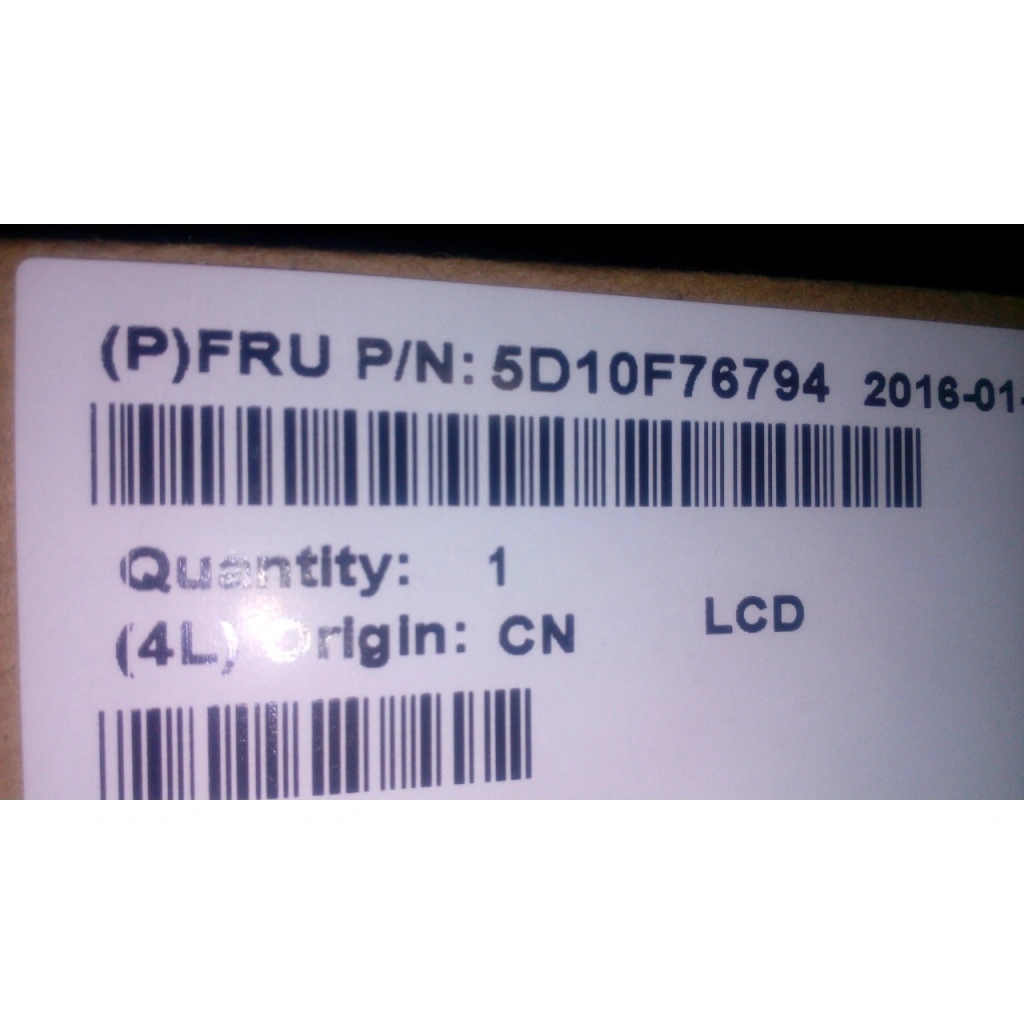 (P)FRU P/N: 5D10F76794 2016-01-
Quantity: 1
(4L) Origin: CN
LCD